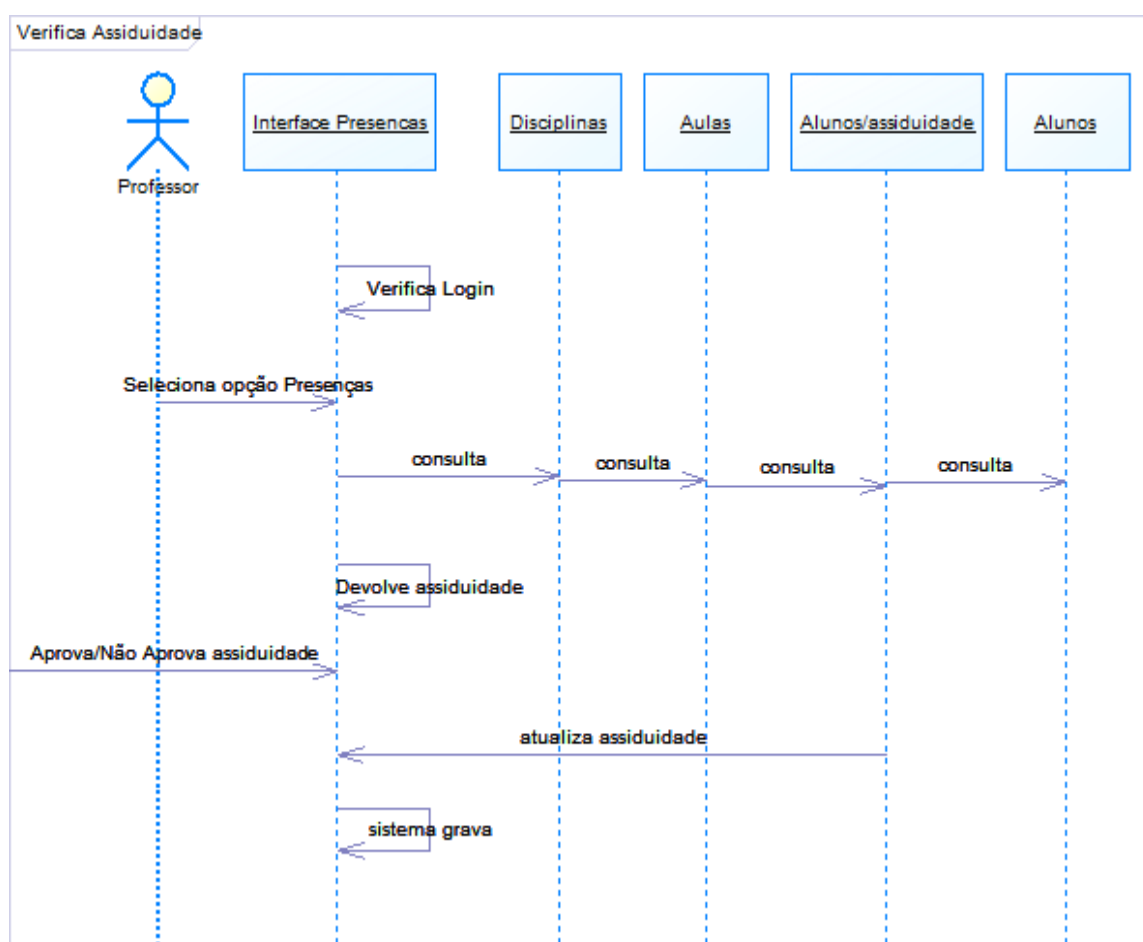 Verifica Assiduidade
Interface Presencas
Disciplinas
Aulas
Alunos/assiduidade
Alunos
Professor
Verifica Login
Seleciona opção Presenças
consulta
consulta
consulta
consulta
Devolve assiduidade
Aprova/Não Aprova assiduidade
atualiza assiduidade
sistema grava